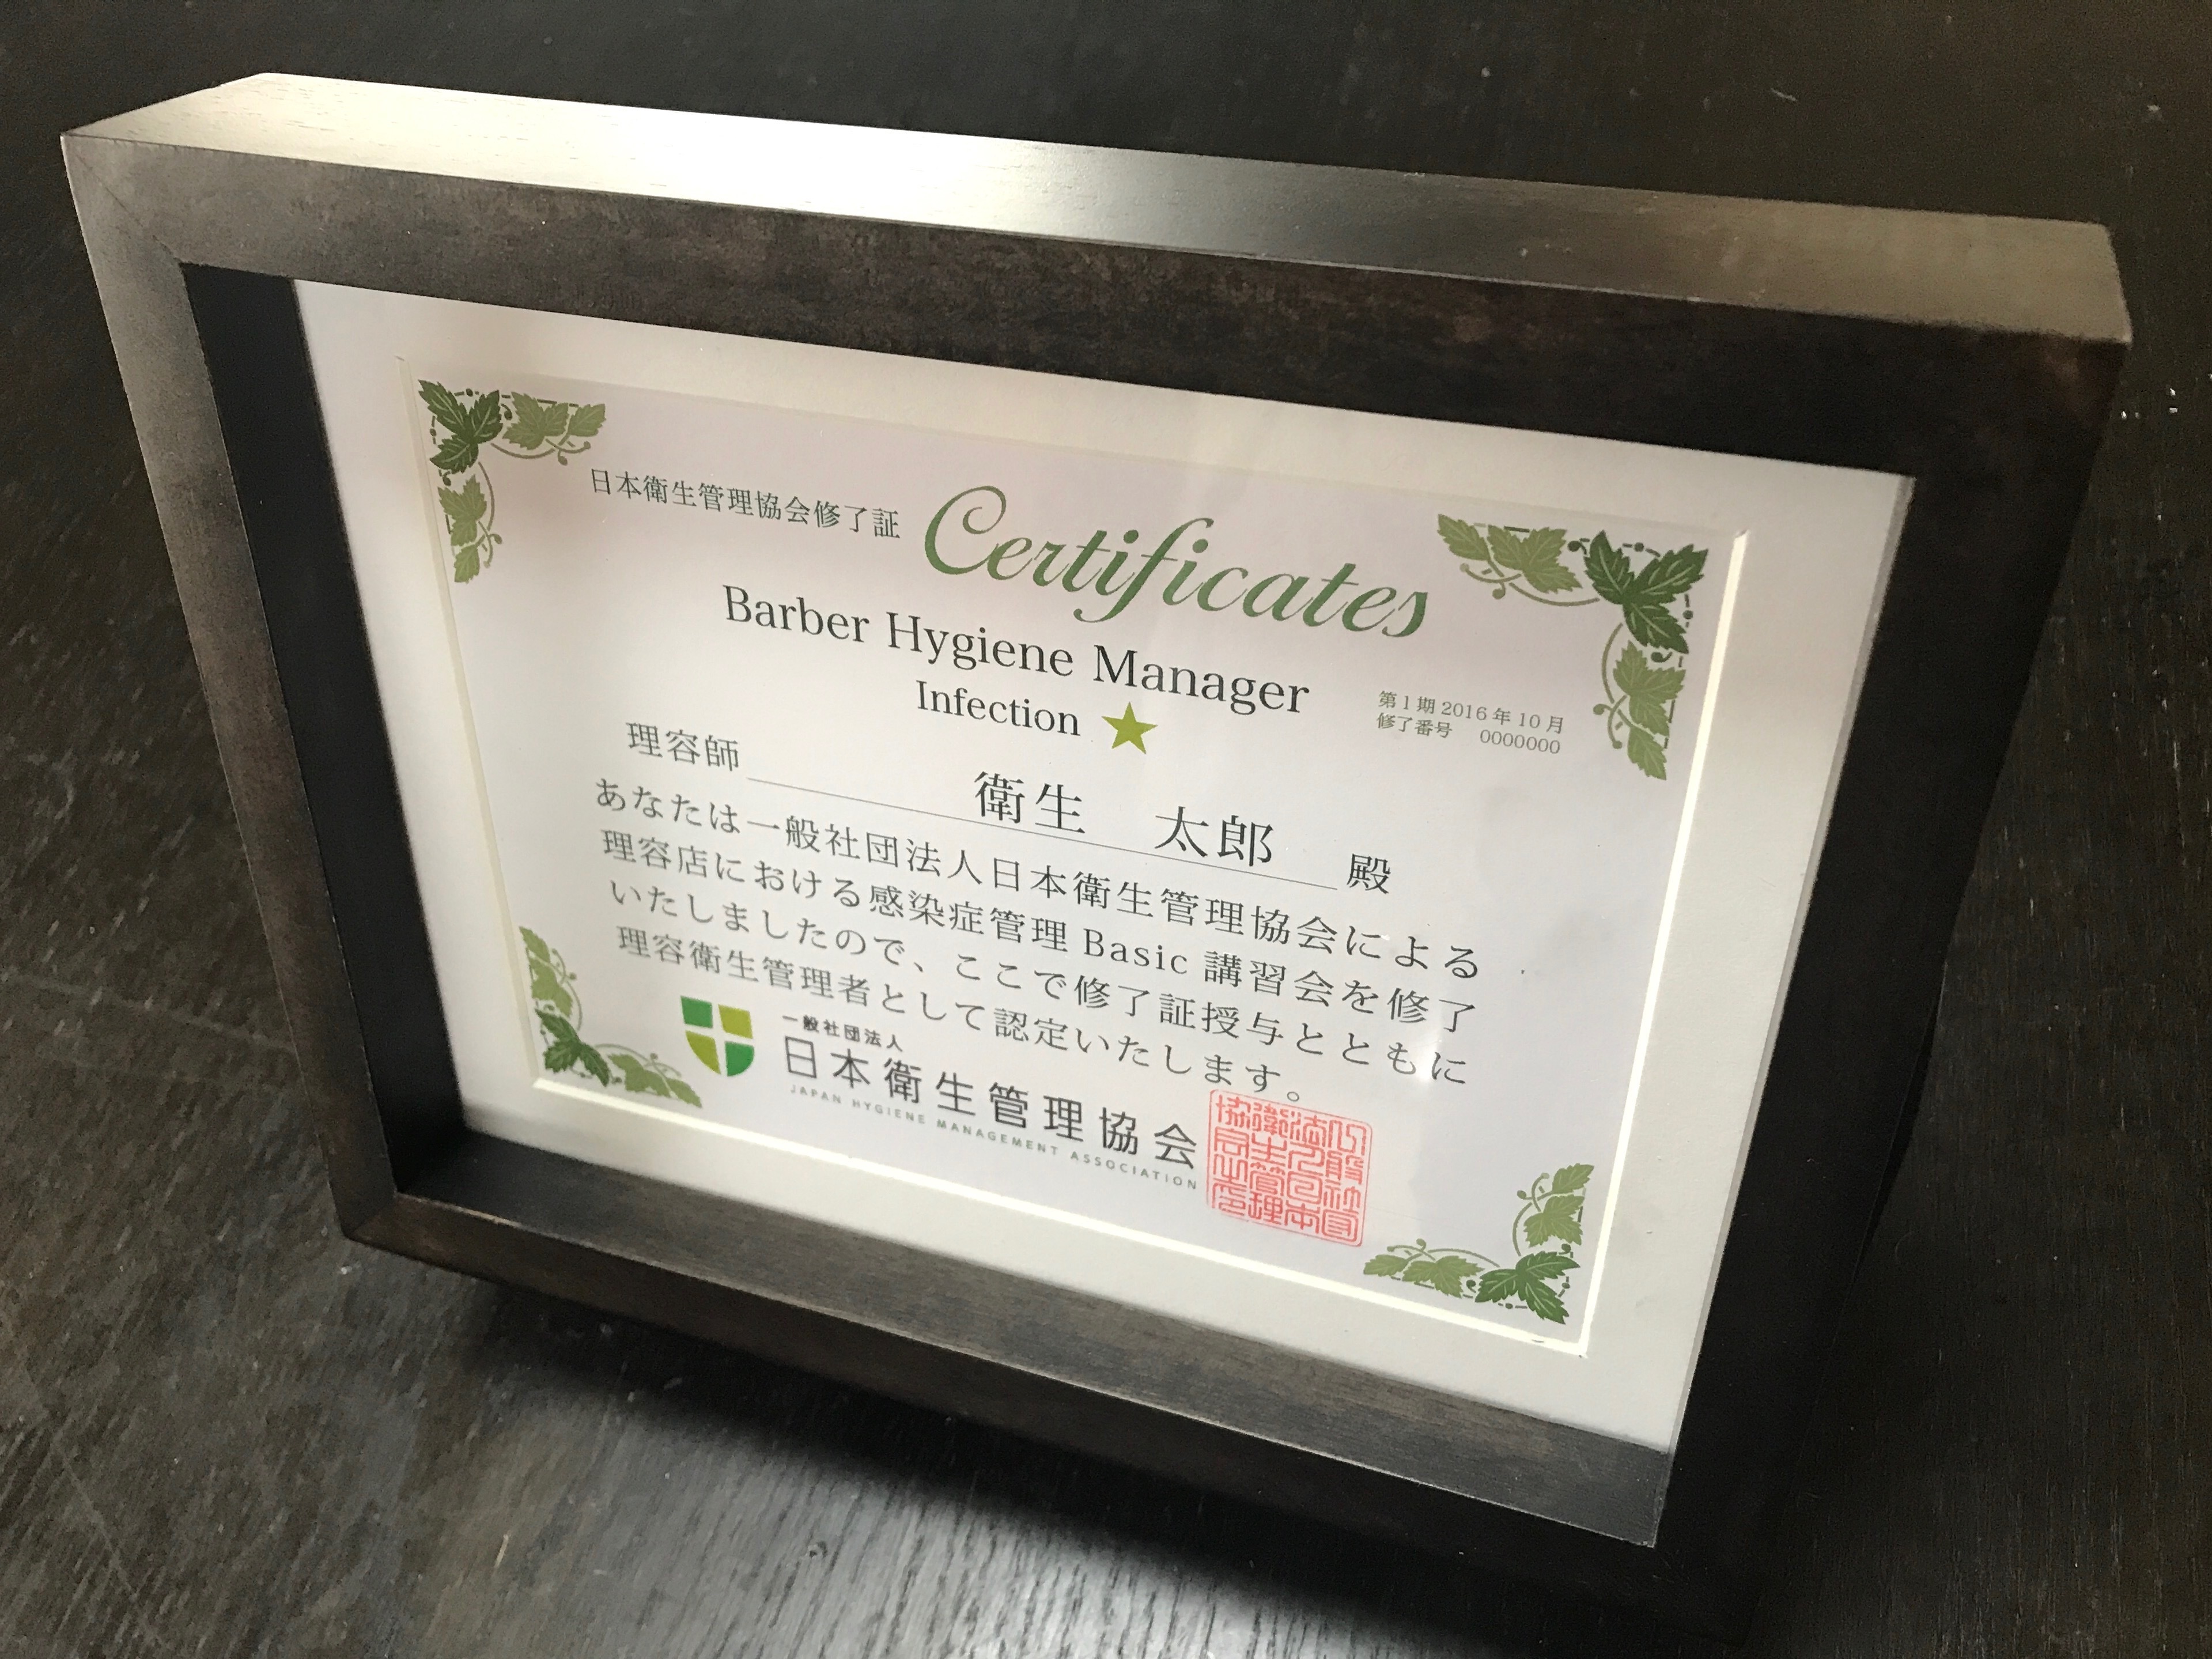 日本衛生管理協会修了証 Certificates
Barber Hygiene Manager
Infection
第1期2016年10月
修了番号 0000000
理容師 衛生 太郎 殿
あなたは一般社団法人日本衛生管理協会による
理容店における感染症管理Basic講習会を修了
いたしましたので、ここで修了証授与とともに
理容衛生管理者として認定いたします。
一般社団法人
日本衛生管理協会
JAPAN HYGIENE MANAGEMENT ASSOCIATION